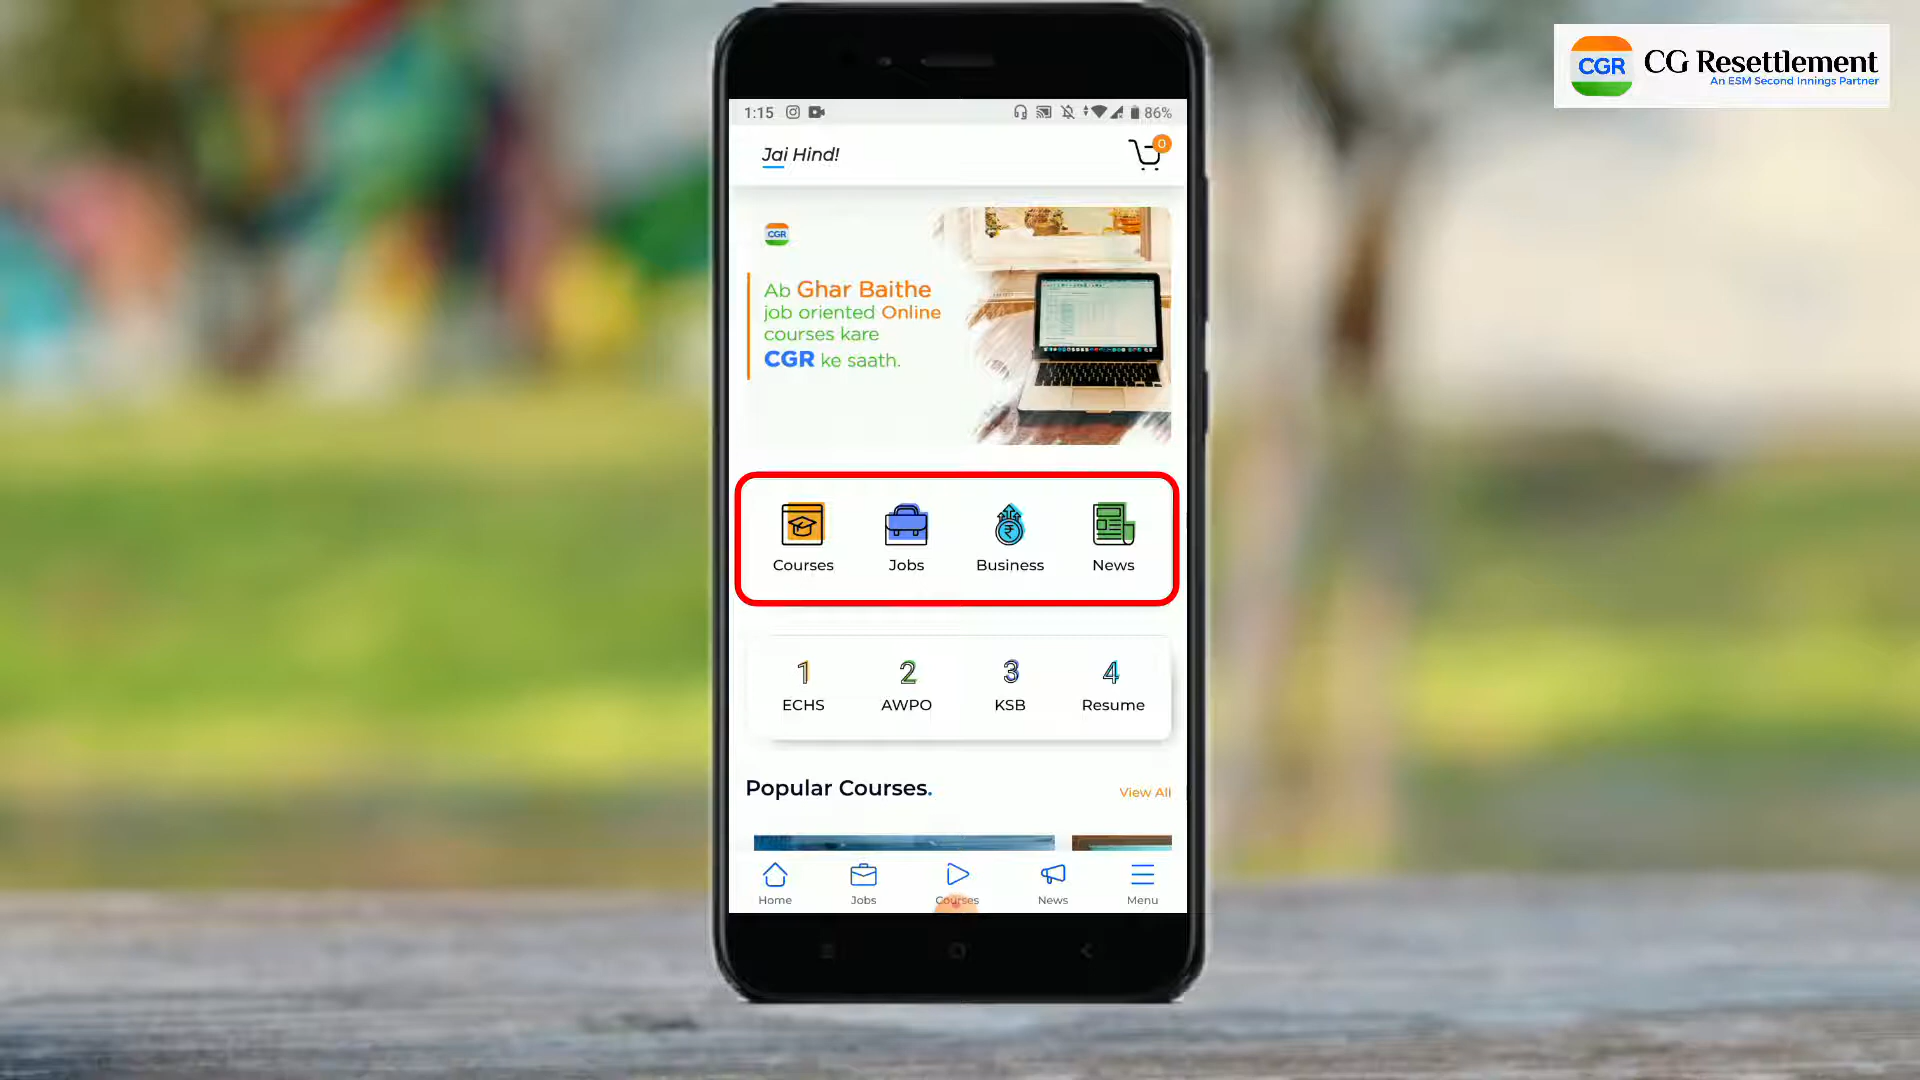 CGR CG Resettlement
An ESM Second Innings Partner
1:15 86%
Jai Hind! 0
CGR
Ab Ghar Baithe
job oriented Online
courses kare
CGR ke saath.
Courses Jobs Business News
1 2 3 4
ECHS AWPO KSB Resume
Popular Courses. View All
Home Jobs Courses News Menu